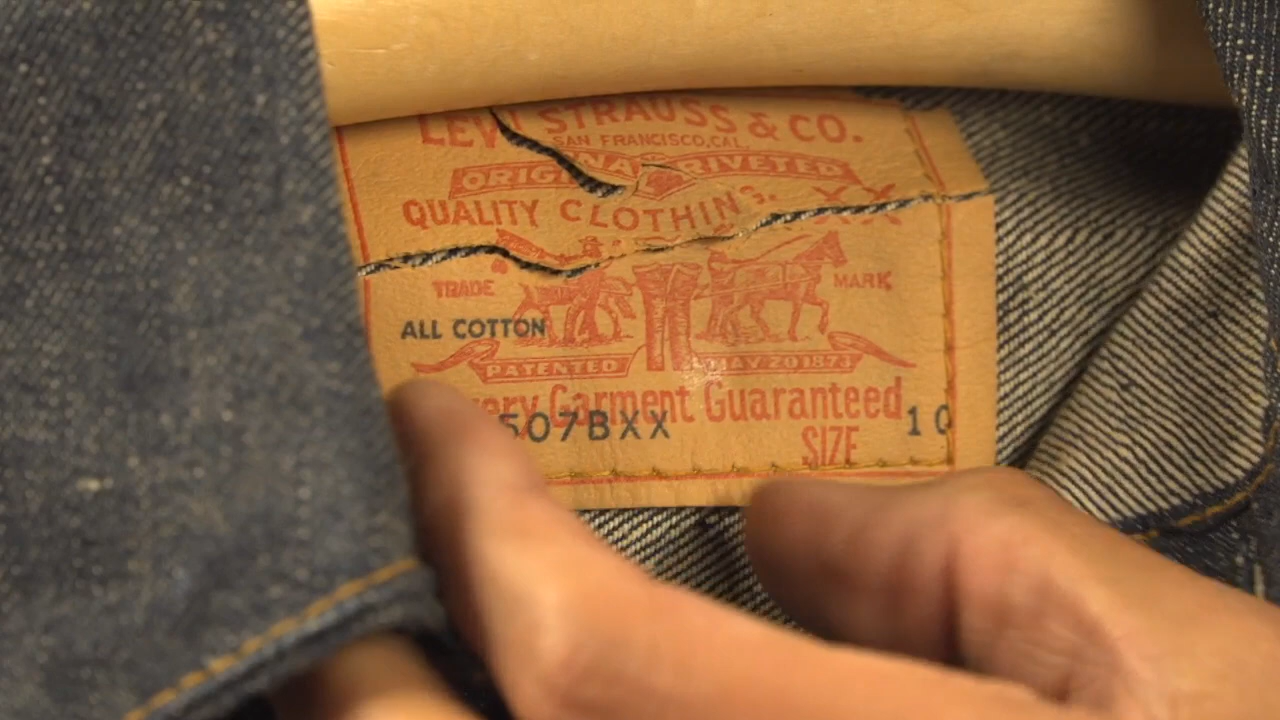 LEVI STRAUSS & CO.
SAN FRANCISCO, CAL.
ORIGINAL RIVETED
QUALITY CLOTHING. XX
TRADE MARK
ALL COTTON
PATENTED MAY 20 1873
Every Garment Guaranteed
507BXX
SIZE 10